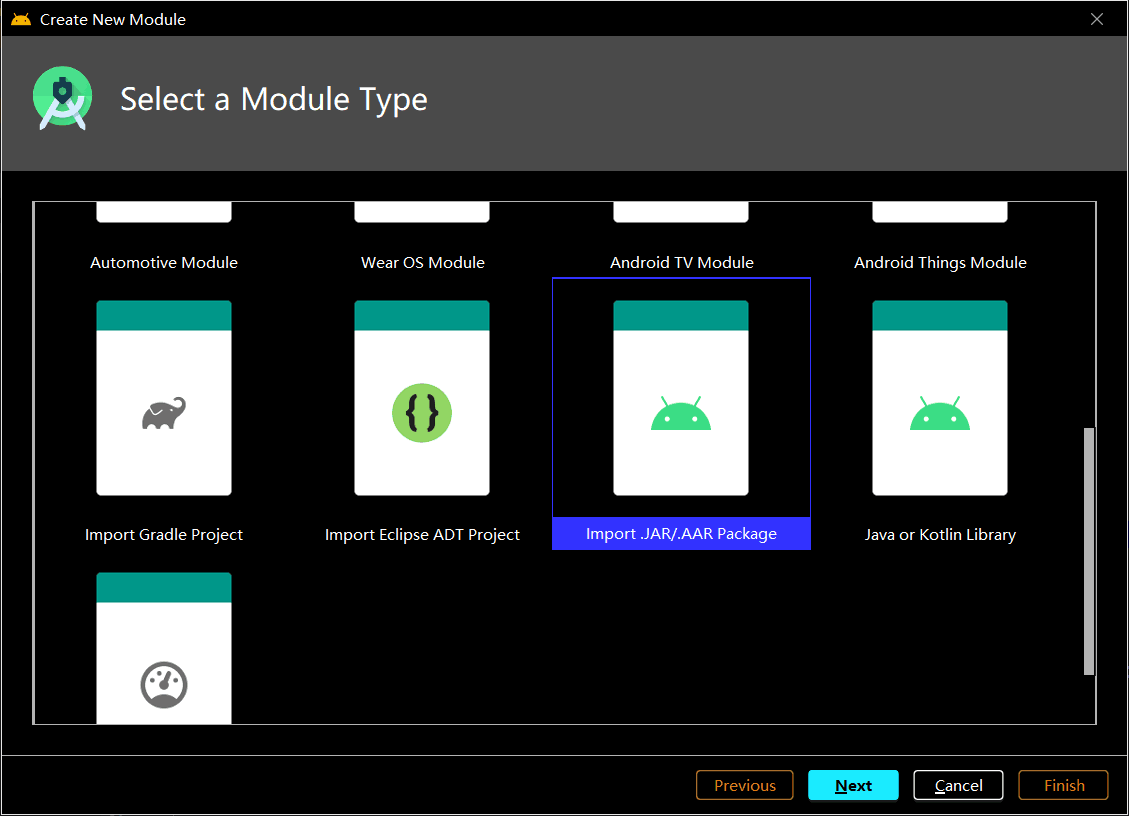 Create New Module
Select a Module Type
Automotive Module
Wear OS Module
Android TV Module
Android Things Module
Import Gradle Project
Import Eclipse ADT Project
Import .JAR/.AAR Package
Java or Kotlin Library
Previous
Next
Cancel
Finish